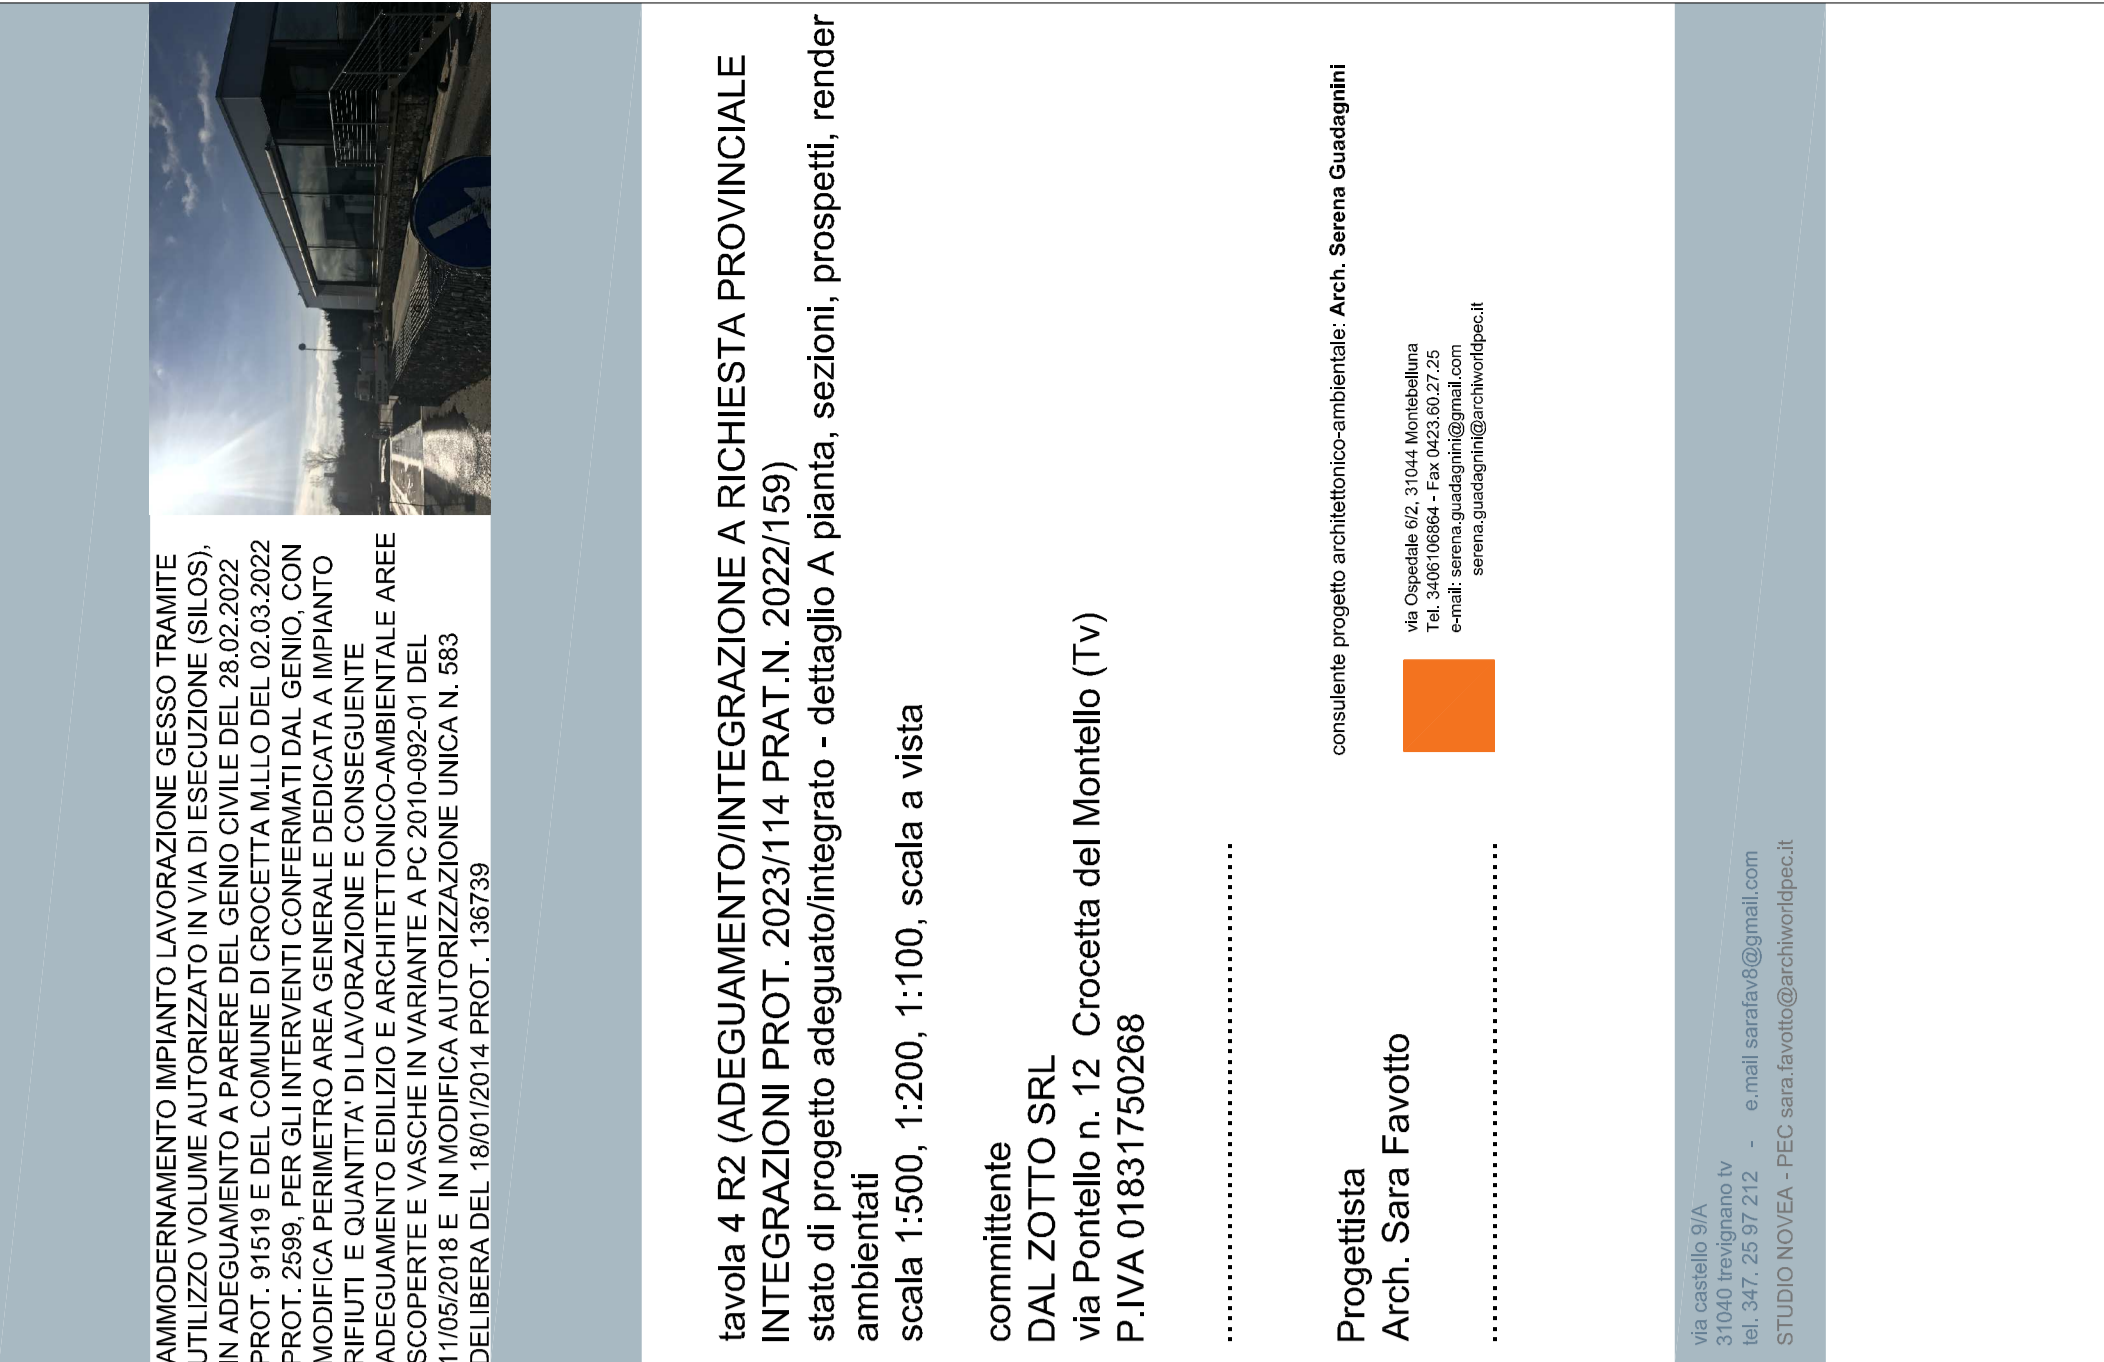 AMMODERNAMENTO IMPIANTO LAVORAZIONE GESSO TRAMITE
UTILIZZO VOLUME AUTORIZZATO IN VIA DI ESECUZIONE (SILOS),
IN ADEGUAMENTO A PARERE DEL GENIO CIVILE DEL 28.02.2022
PROT. 91519 E DEL COMUNE DI CROCETTA M.LLO DEL 02.03.2022
PROT. 2599, PER GLI INTERVENTI CONFERMATI DAL GENIO, CON
MODIFICA PERIMETRO AREA GENERALE DEDICATA A IMPIANTO
RIFIUTI E QUANTITA' DI LAVORAZIONE E CONSEGUENTE
ADEGUAMENTO EDILIZIO E ARCHITETTONICO-AMBIENTALE AREE
SCOPERTE E VASCHE IN VARIANTE A PC 2010-092-01 DEL
11/05/2018 E IN MODIFICA AUTORIZZAZIONE UNICA N. 583
DELIBERA DEL 18/01/2014 PROT. 136739
tavola 4 R2 (ADEGUAMENTO/INTEGRAZIONE A RICHIESTA PROVINCIALE
INTEGRAZIONI PROT. 2023/114 PRAT.N. 2022/159)
stato di progetto adeguato/integrato - dettaglio A pianta, sezioni, prospetti, render
ambientati
scala 1:500, 1:200, 1:100, scala a vista
committente
DAL ZOTTO SRL
via Pontello n. 12 Crocetta del Montello (Tv)
P.IVA 01831750268
Progettista
Arch. Sara Favotto
consulente progetto architettonico-ambientale: Arch. Serena Guadagnini
via Ospedale 6/2, 31044 Montebelluna
Tel. 3406106864 - Fax 0423.60.27.25
e-mail: serena.guadagnini@gmail.com
serena.guadagnini@archiworldpec.it
via castello 9/A
31040 trevignano tv
tel. 347. 25 97 212 - e.mail sarafav8@gmail.com
STUDIO NOVEA - PEC sara.favotto@archiworldpec.it